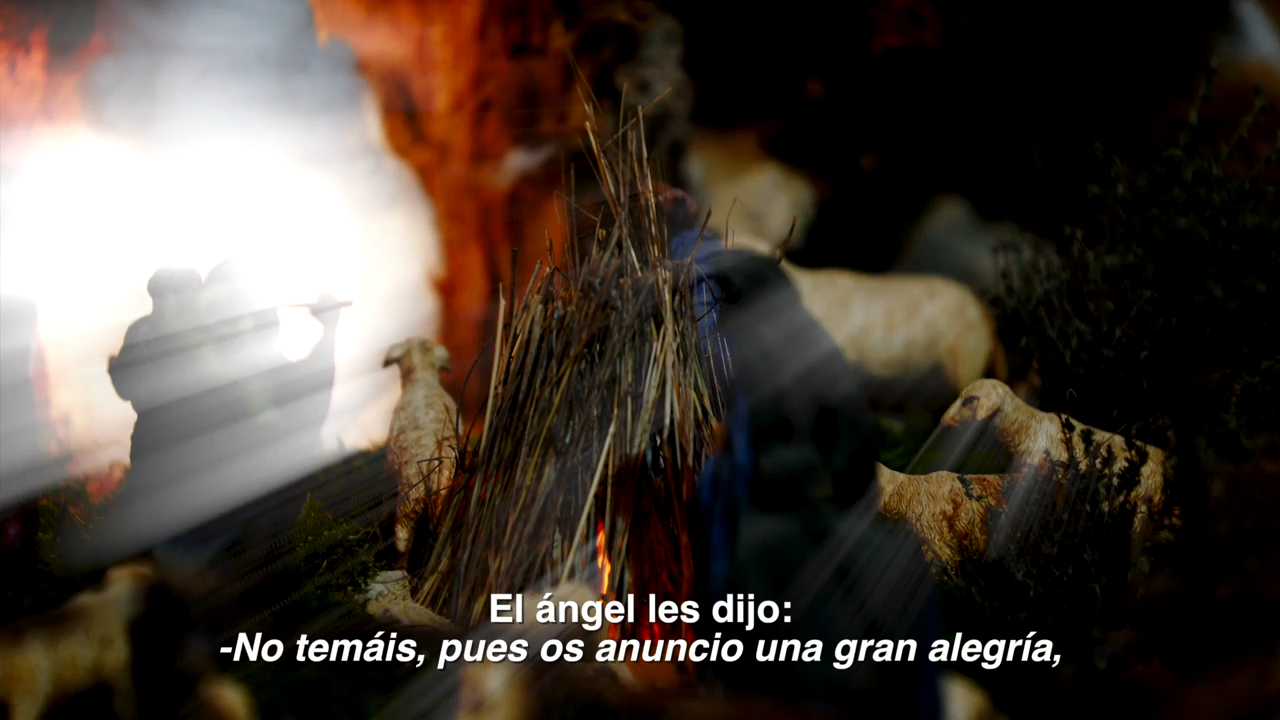 El ángel les dijo:
-No temáis, pues os anuncio una gran alegría,